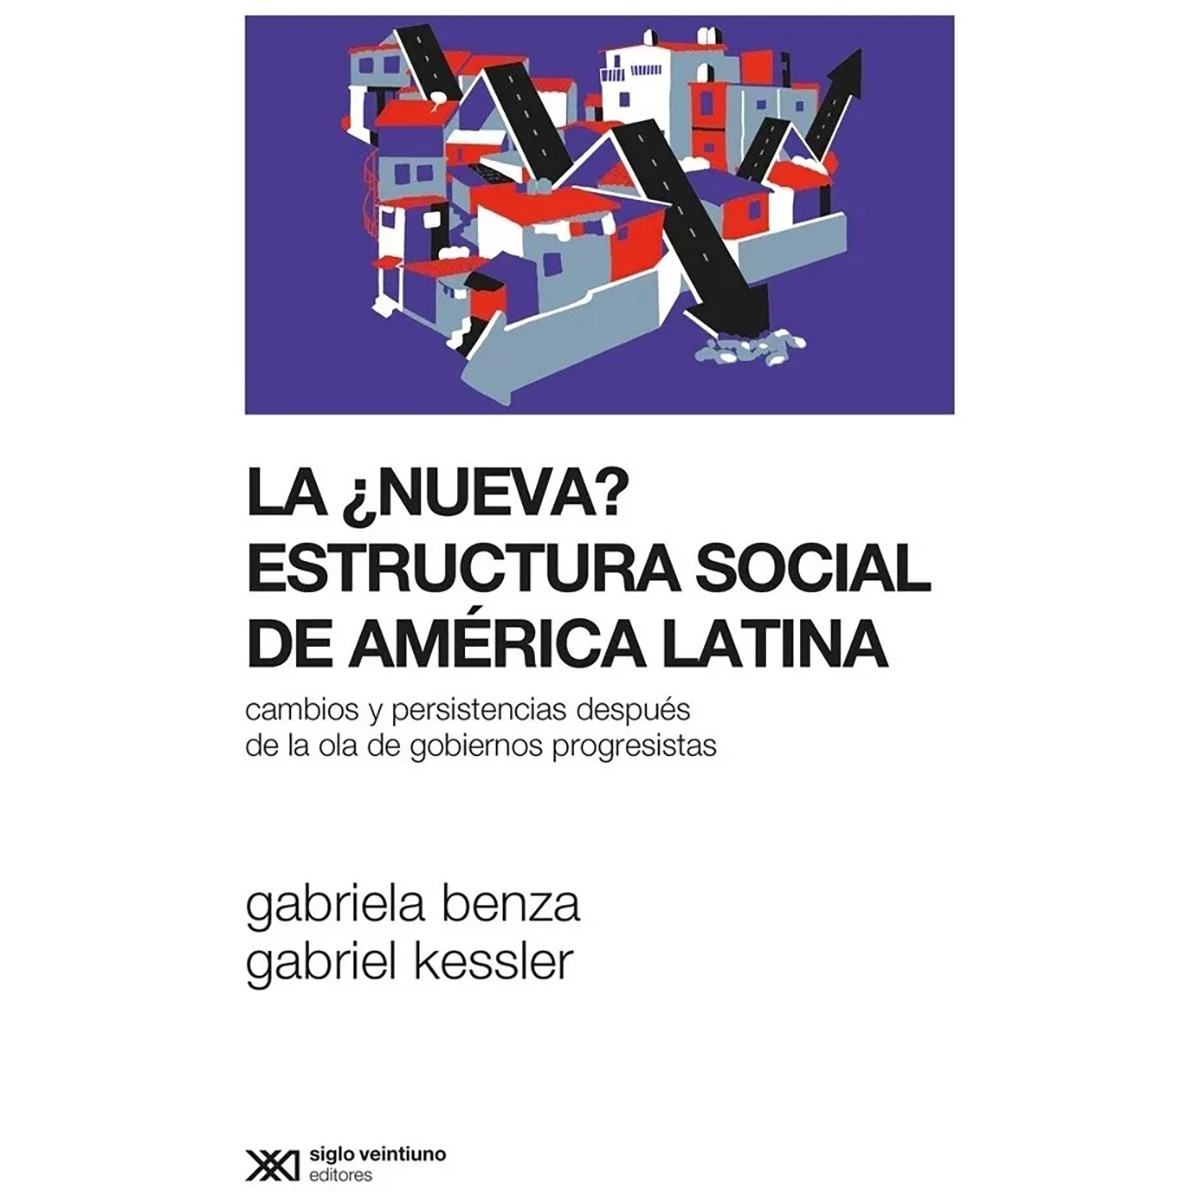 LA ¿NUEVA?
ESTRUCTURA SOCIAL
DE AMÉRICA LATINA
cambios y persistencias después
de la ola de gobiernos progresistas
gabriela benza
gabriel kessler
XXI siglo veintiuno
editores